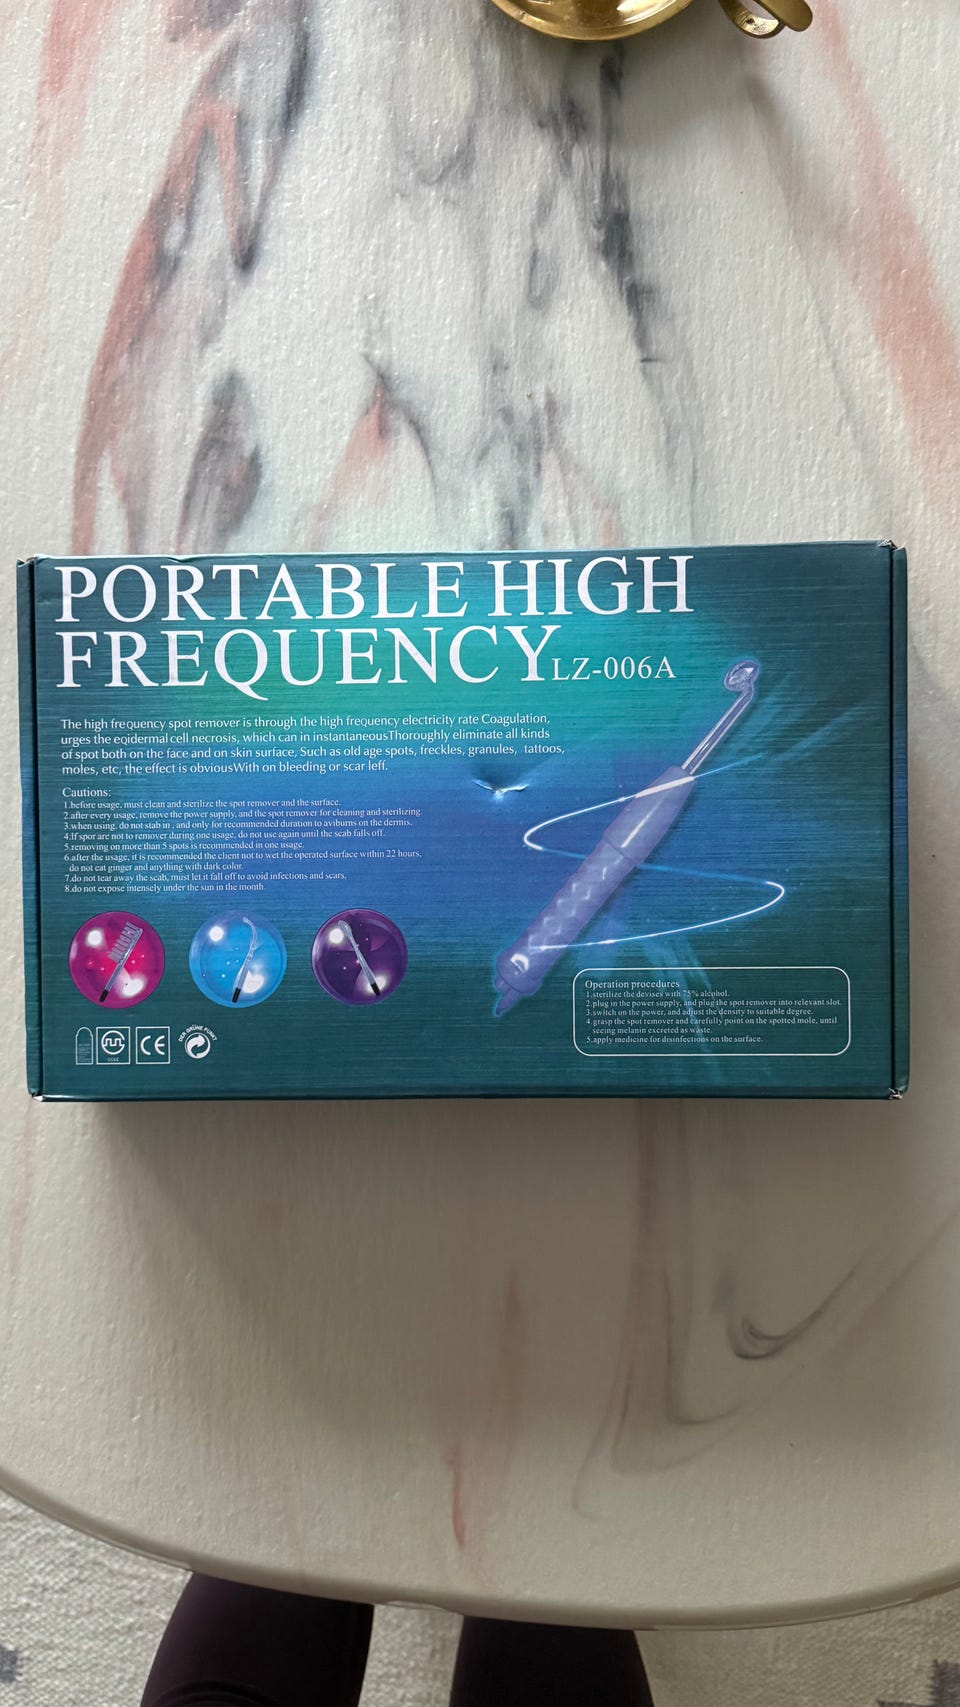 PORTABLE HIGH
FREQUENCY LZ-006A
The high frequency spot remover is through the high frequency electricity rate Coagulation,
urges the eqidermal cell necrosis, which can in instantaneousThoroughly eliminate all kinds
of spot both on the face and on skin surface, Such as old age spots, freckles, granules, tattoos,
moles, etc, the effect is obviousWith on bleeding or scar leff.
Cautions:
1.before usage, must clean and sterilize the spot remover and the surface.
2.after every usage, remove the power supply, and the spot remover for cleaning and sterilizing.
3.when using, do not stab in , and only for recommended duration to aviburns on the dermis.
4.If spor are not to remover during one usage, do not use again until the scab falls off.
5.removing on more than 5 spots is recommended in one usage.
6.after the usage, it is recommended the client not to wet the operated surface within 22 hours,
do not eat ginger and anything with dark color.
7.do not tear away the scab, must let it fall off to avoid infections and scars,
8.do not expose intensely under the sun in the month.
Operation procedures
1.sterilize the devises with 75% alcohol.
2.plug in the power supply, and plug the spot remover into relevant slot.
3.switch on the power, and adjust the density to suitable degree.
4.grasp the spot remover and carefully point on the spotted mole, until
seeing melanin excreted as waste.
5.apply medicine for disinfections on the surface.
CE
DER GRÜNE PUNKT